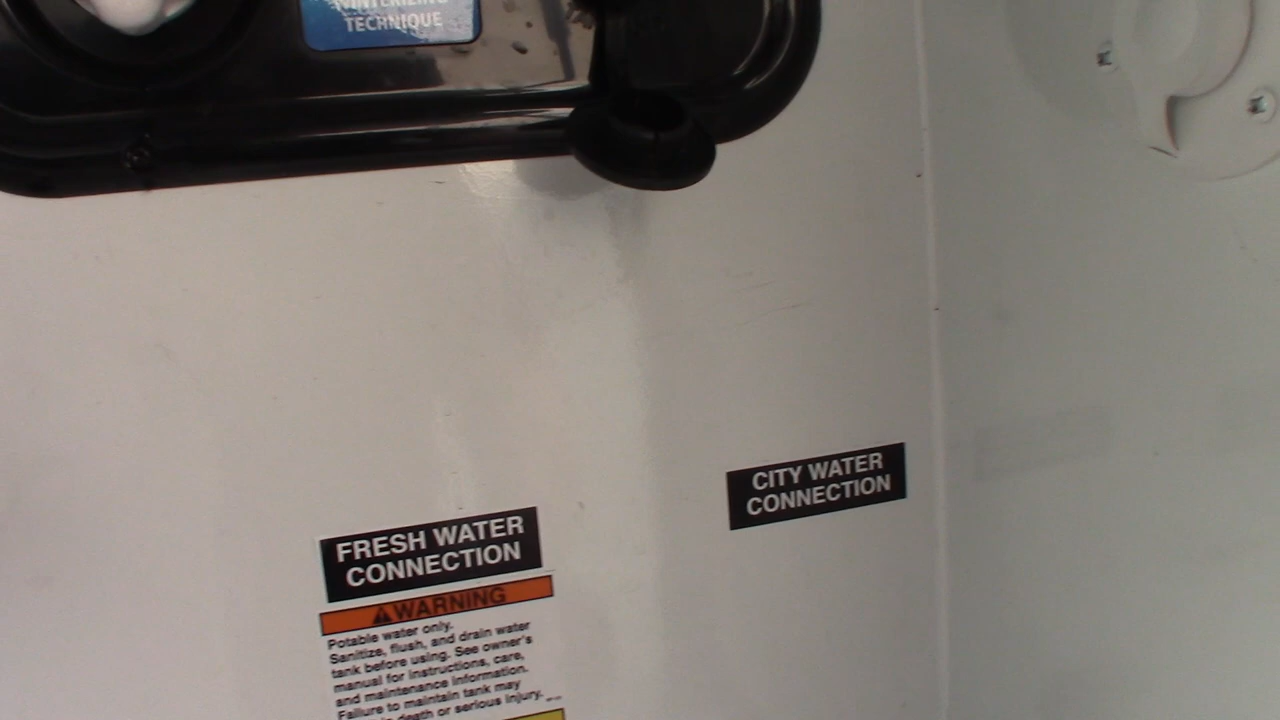 WINTERIZING
TECHNIQUE
CITY WATER
CONNECTION
FRESH WATER
CONNECTION
WARNING
Potable water only.
Sanitize, flush, and drain water
tank before using. See owner's
manual for instructions, care,
and maintenance information.
Failure to maintain tank may
death or serious injury.